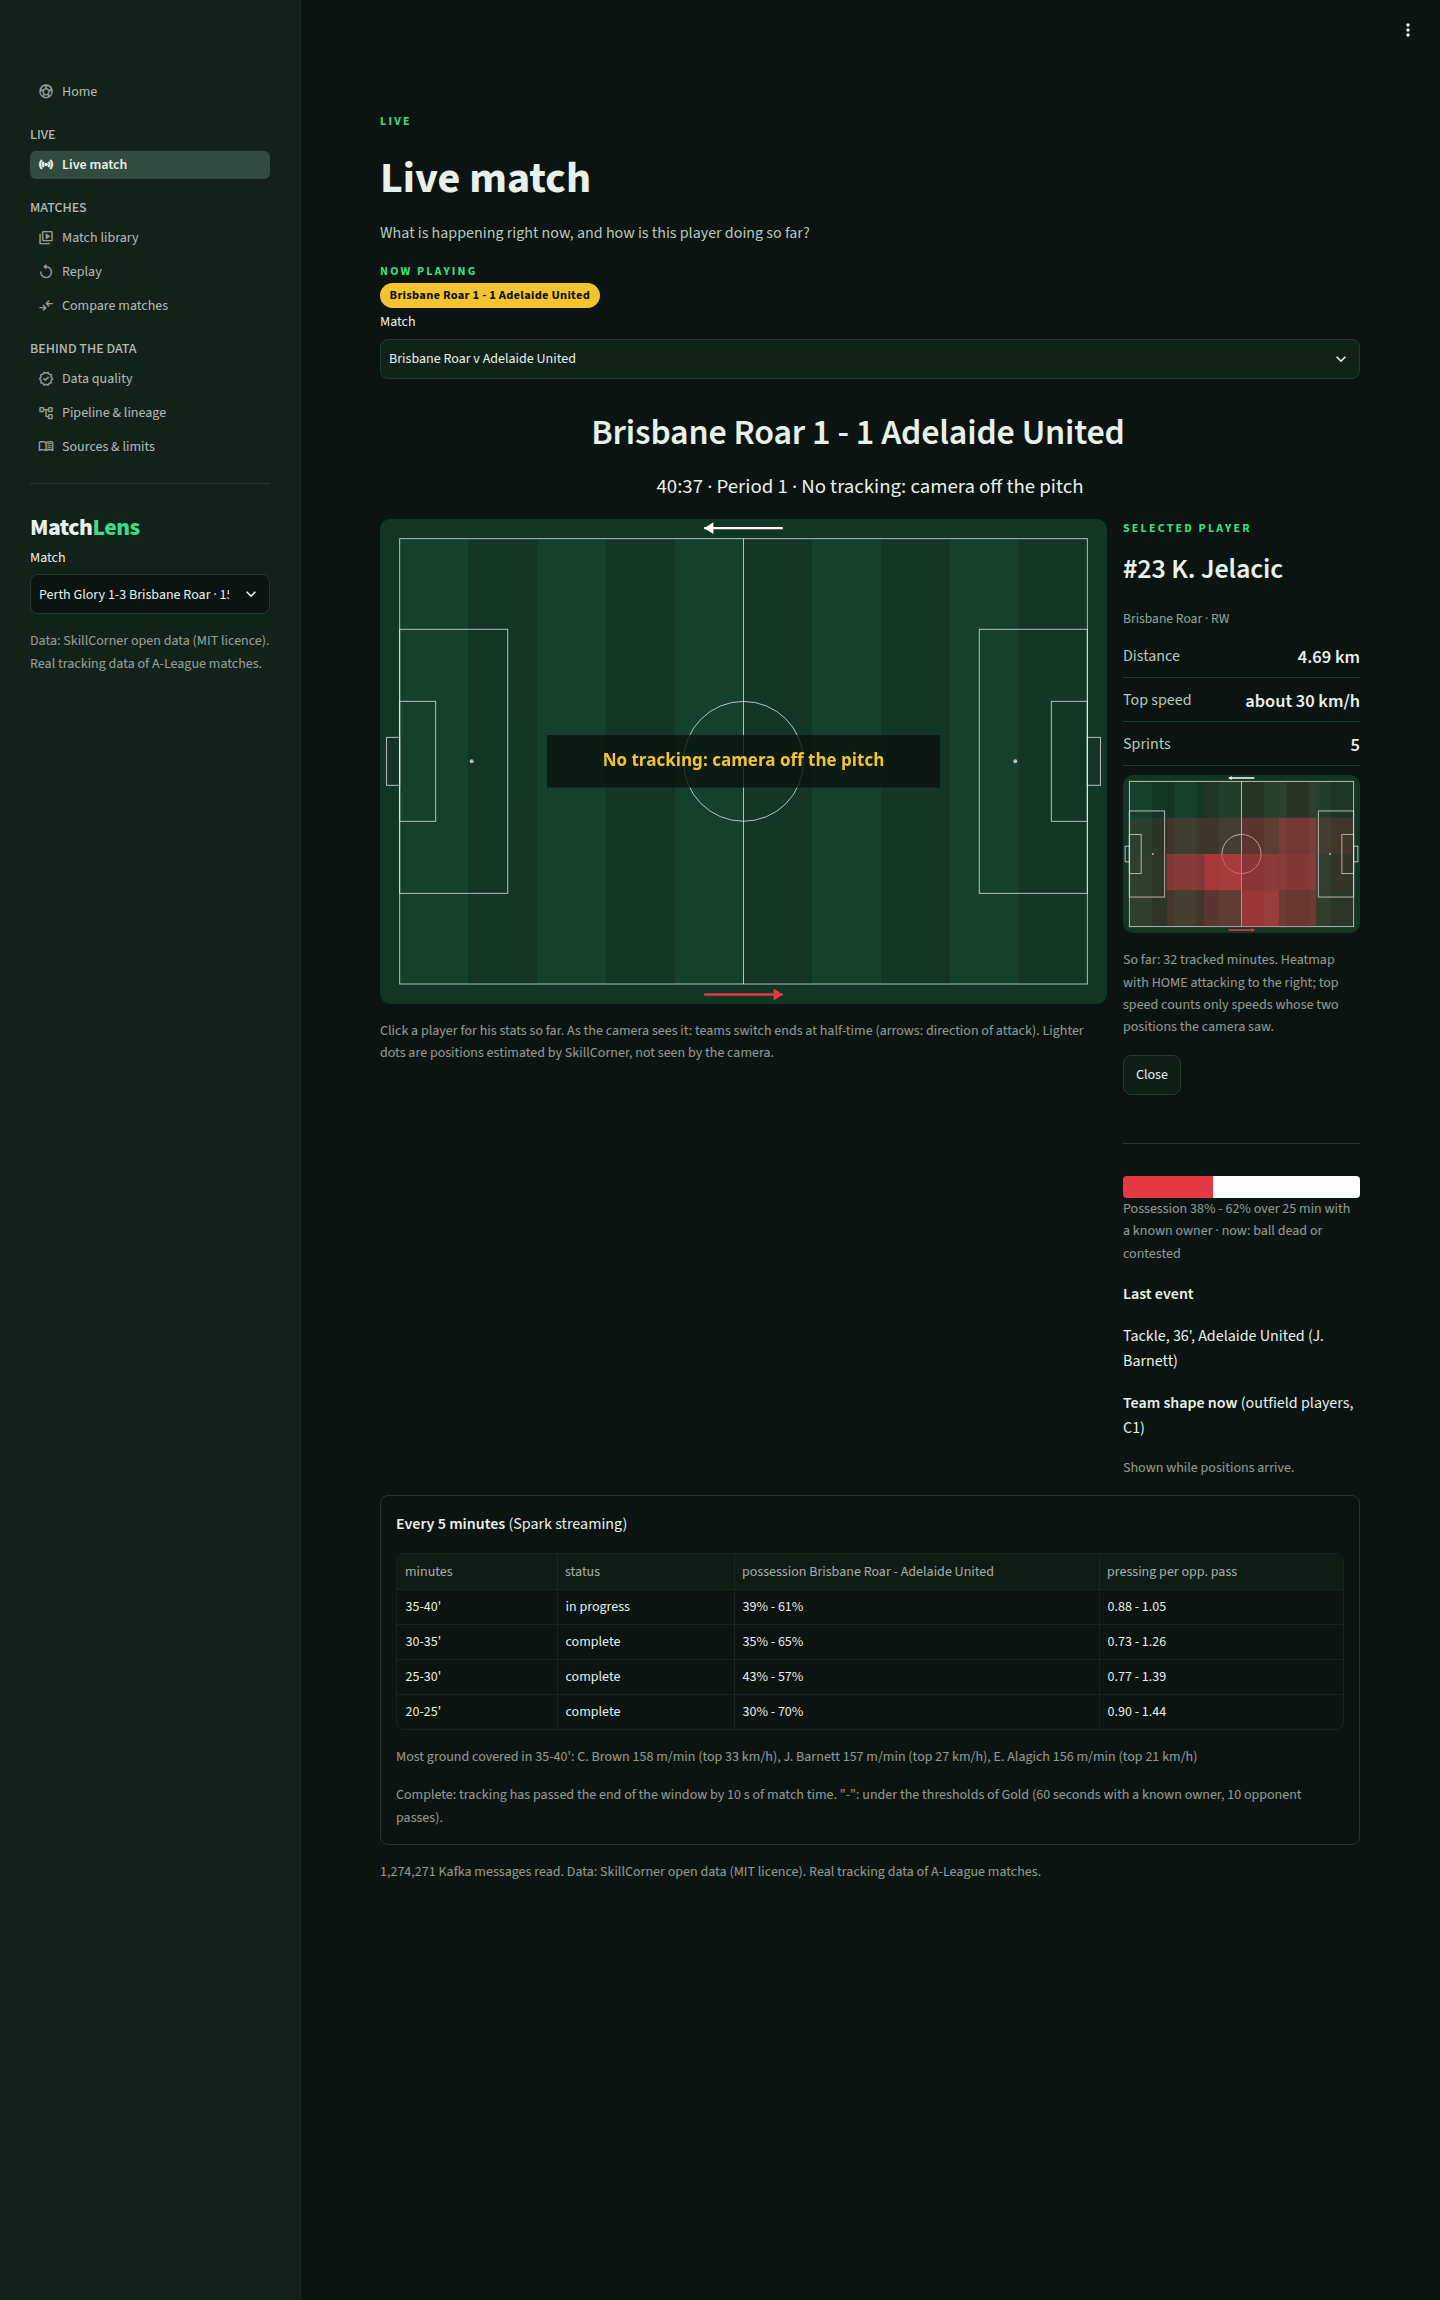 Home
LIVE
Live match
MATCHES
Match library
Replay
Compare matches
BEHIND THE DATA
Data quality
Pipeline & lineage
Sources & limits
MatchLens
Match
Perth Glory 1-3 Brisbane Roar · 15
Data: SkillCorner open data (MIT licence).
Real tracking data of A-League matches.
LIVE
Live match
What is happening right now, and how is this player doing so far?
NOW PLAYING
Brisbane Roar 1 - 1 Adelaide United
Match
Brisbane Roar v Adelaide United
Brisbane Roar 1 - 1 Adelaide United
40:37 · Period 1 · No tracking: camera off the pitch
No tracking: camera off the pitch
Click a player for his stats so far. As the camera sees it: teams switch ends at half-time (arrows: direction of attack). Lighter
dots are positions estimated by SkillCorner, not seen by the camera.
SELECTED PLAYER
#23 K. Jelacic
Brisbane Roar · RW
Distance 4.69 km
Top speed about 30 km/h
Sprints 5
So far: 32 tracked minutes. Heatmap
with HOME attacking to the right; top
speed counts only speeds whose two
positions the camera saw.
Close
Possession 38% - 62% over 25 min with
a known owner · now: ball dead or
contested
Last event
Tackle, 36', Adelaide United (J.
Barnett)
Team shape now (outfield players,
C1)
Shown while positions arrive.
Every 5 minutes (Spark streaming)
minutes status possession Brisbane Roar - Adelaide United pressing per opp. pass
35-40' in progress 39% - 61% 0.88 - 1.05
30-35' complete 35% - 65% 0.73 - 1.26
25-30' complete 43% - 57% 0.77 - 1.39
20-25' complete 30% - 70% 0.90 - 1.44
Most ground covered in 35-40': C. Brown 158 m/min (top 33 km/h), J. Barnett 157 m/min (top 27 km/h), E. Alagich 156 m/min (top 21 km/h)
Complete: tracking has passed the end of the window by 10 s of match time. "-": under the thresholds of Gold (60 seconds with a known owner, 10 opponent
passes).
1,274,271 Kafka messages read. Data: SkillCorner open data (MIT licence). Real tracking data of A-League matches.